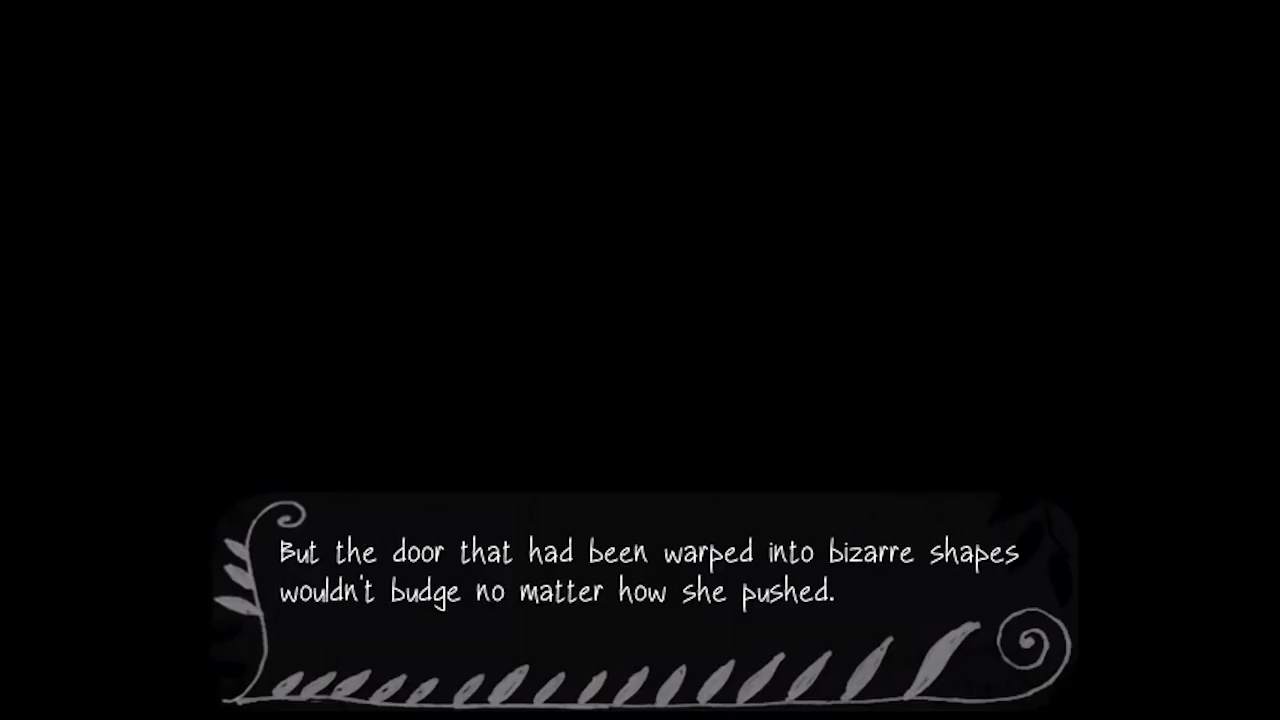 But the door that had been warped into bizarre shapes
wouldn't budge no matter how she pushed.